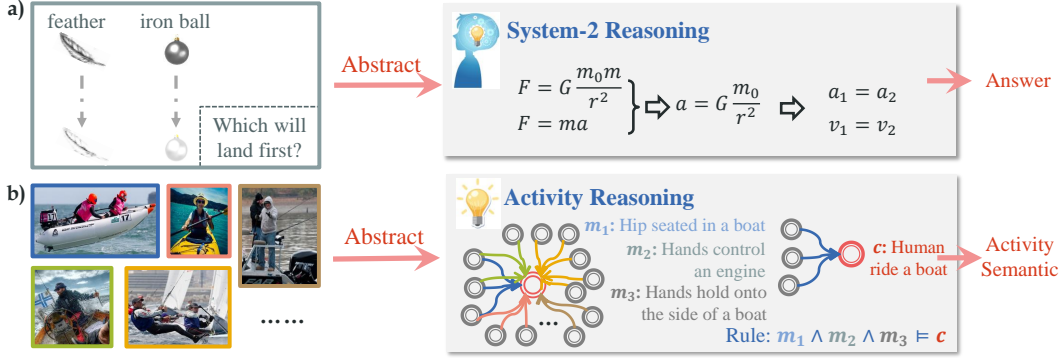 a)
feather
iron ball
Which will
land first?
Abstract
System-2 Reasoning
F = G m₀m / r²
F = ma
a = G m₀ / r²
a₁ = a₂
v₁ = v₂
Answer
b)
17
Abstract
Activity Reasoning
m₁: Hip seated in a boat
m₂: Hands control
an engine
m₃: Hands hold onto
the side of a boat
...
c: Human
ride a boat
Rule: m₁ ∧ m₂ ∧ m₃ ⊨ c
Activity
Semantic
......